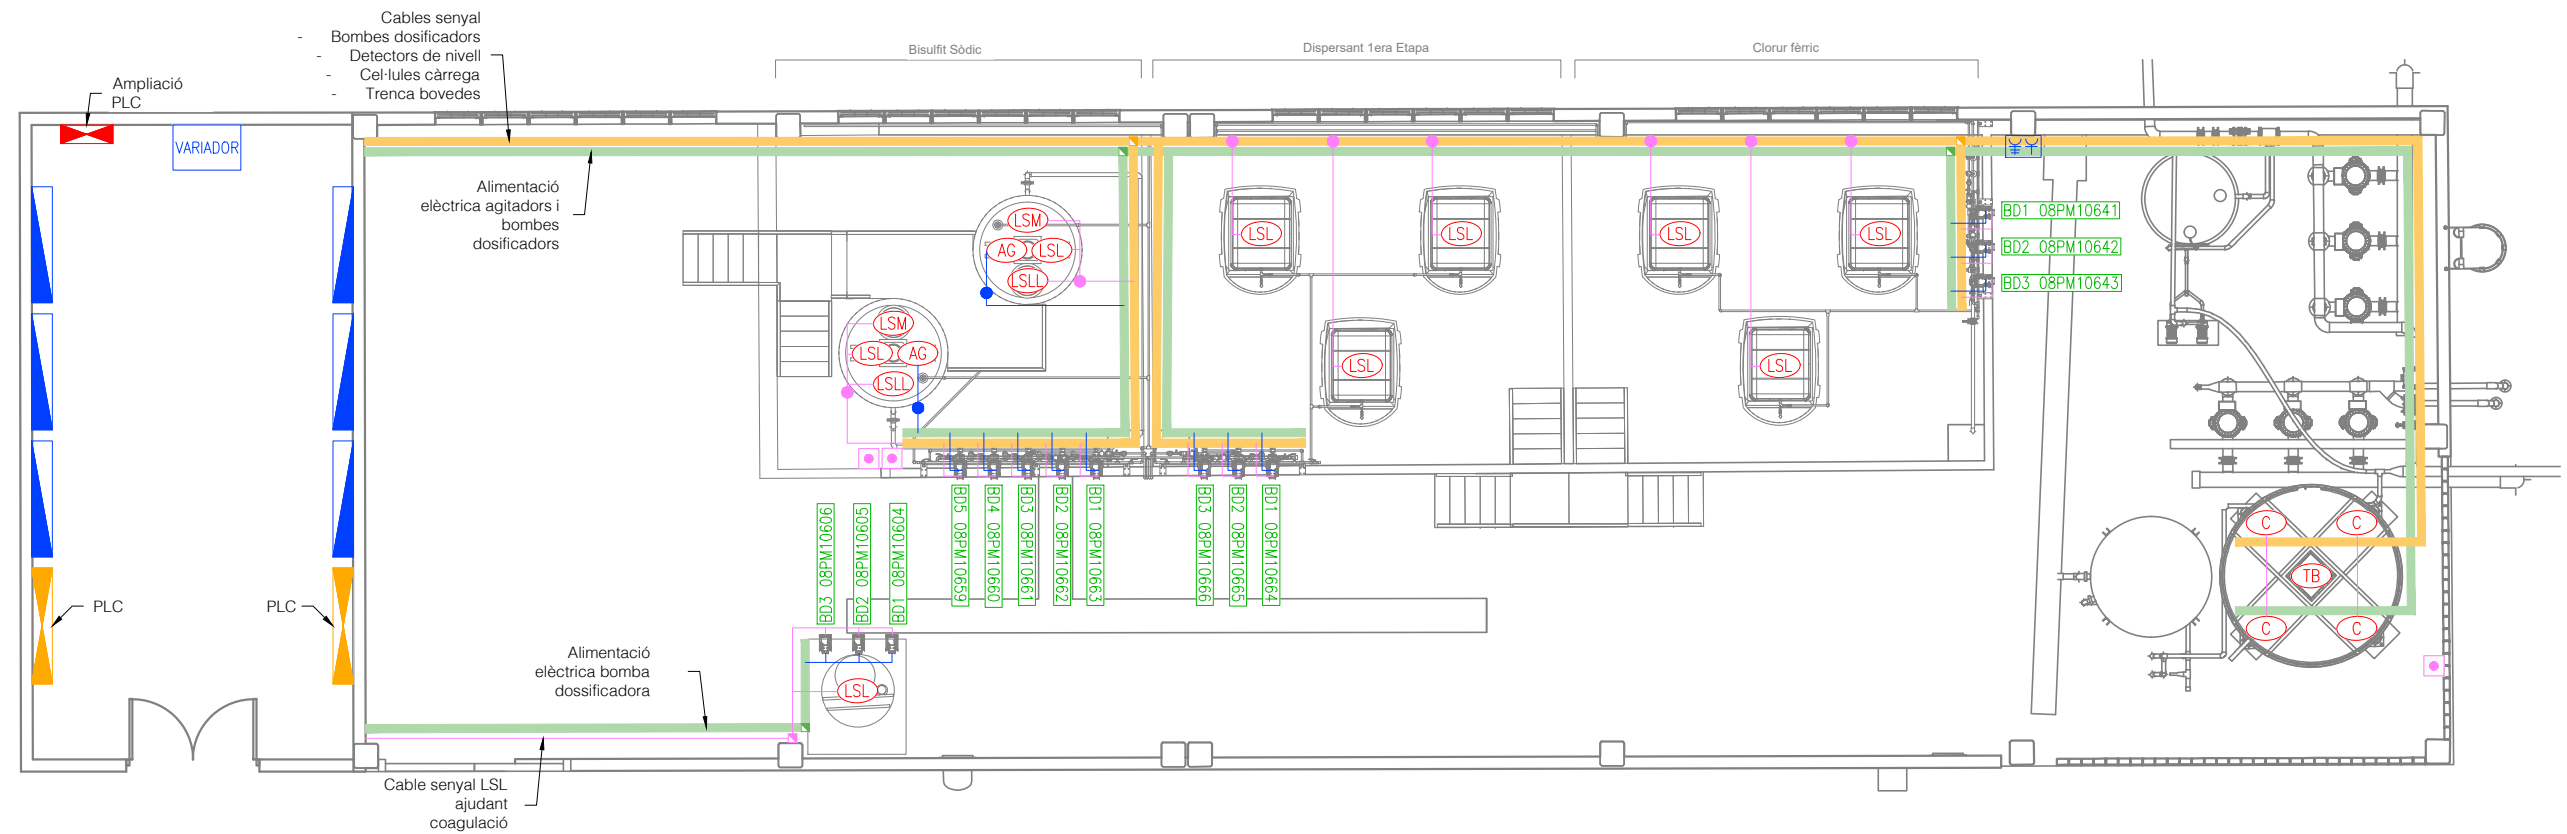 Cables senyal
- Bombes dosificadors
- Detectors de nivell
- Cel·lules càrrega
- Trenca bovedes
Bisulfit Sòdic
Dispersant 1era Etapa
Clorur fèrric
Ampliació
PLC
VARIADOR
Alimentació
elèctrica agitadors i
bombes
dosificadors
LSM
AG
LSL
LSLL
LSM
LSL
AG
LSLL
LSL
LSL
LSL
LSL
LSL
LSL
BD1 08PM10641
BD2 08PM10642
BD3 08PM10643
BD5 08PM10659
BD4 08PM10660
BD3 08PM10661
BD2 08PM10662
BD1 08PM10663
BD3 08PM10666
BD2 08PM10665
BD1 08PM10664
BD3 08PM10606
BD2 08PM10605
BD1 08PM10604
C
C
TB
C
C
PLC
PLC
Alimentació
elèctrica bomba
dossificadora
LSL
Cable senyal LSL
ajudant
coagulació